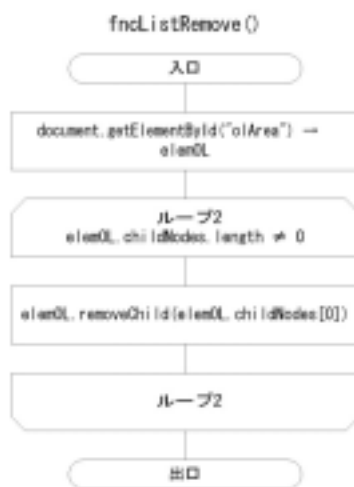 fncListRemove()
入口
document.getElementById("olArea") →
elemOL
ループ2
elemOL.childNodes.length ≠ 0
elemOL.removeChild(elemOL.childNodes[0])
ループ2
出口